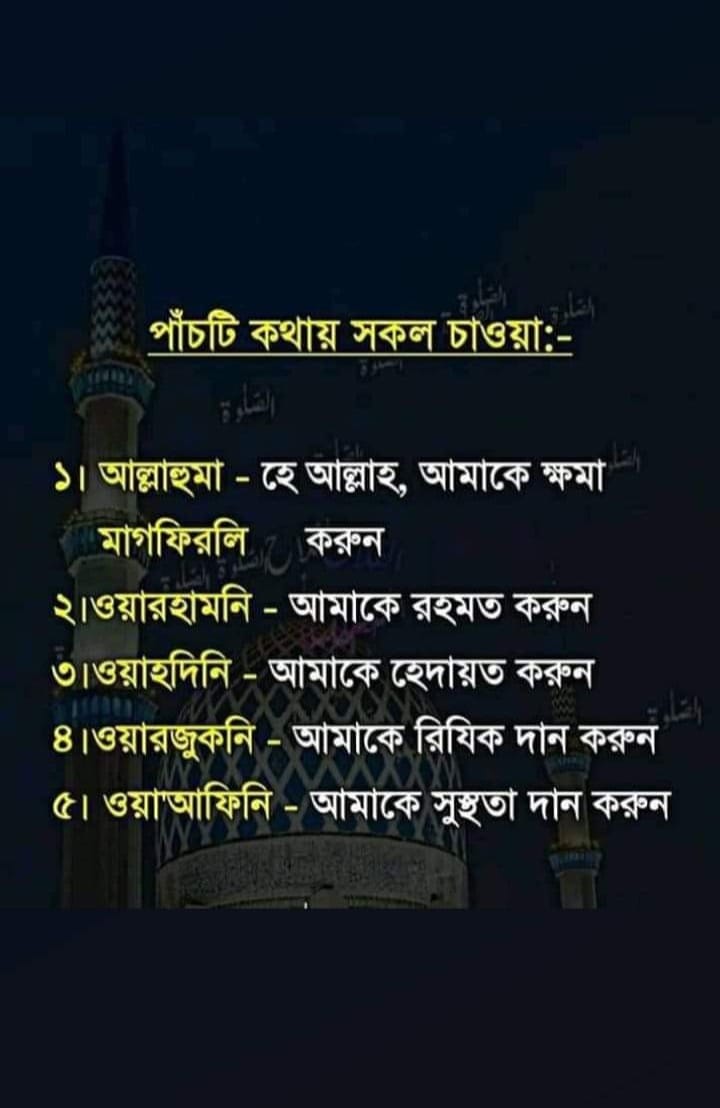 পাঁচটি কথায় সকল চাওয়া:-
১। আল্লাহুমা - হে আল্লাহ, আমাকে ক্ষমা
মাগফিরলি করুন
২।ওয়ারহামনি - আমাকে রহমত করুন
৩।ওয়াহদিনি - আমাকে হেদায়ত করুন
৪।ওয়ারজুকনি - আমাকে রিযিক দান করুন
৫। ওয়া'আফিনি - আমাকে সুস্থতা দান করুন